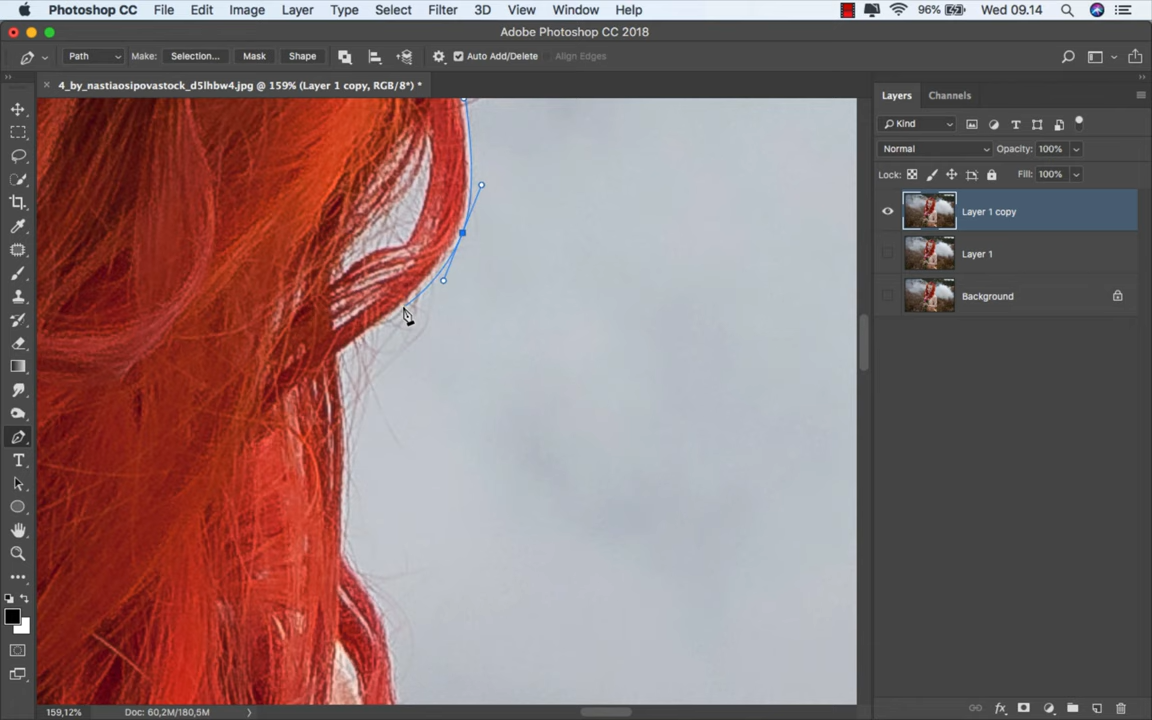 Photoshop CC File Edit Image Layer Type Select Filter 3D View Window Help 96% Wed 09.14
Adobe Photoshop CC 2018
Path Make: Selection... Mask Shape Auto Add/Delete Align Edges
4_by_nastiaosipovastock_d5lhbw4.jpg @ 159% (Layer 1 copy, RGB/8*) *
Layers Channels
Kind
Normal Opacity: 100%
Lock: Fill: 100%
Layer 1 copy
Layer 1
Background
159,12% Doc: 60,2M/180,5M